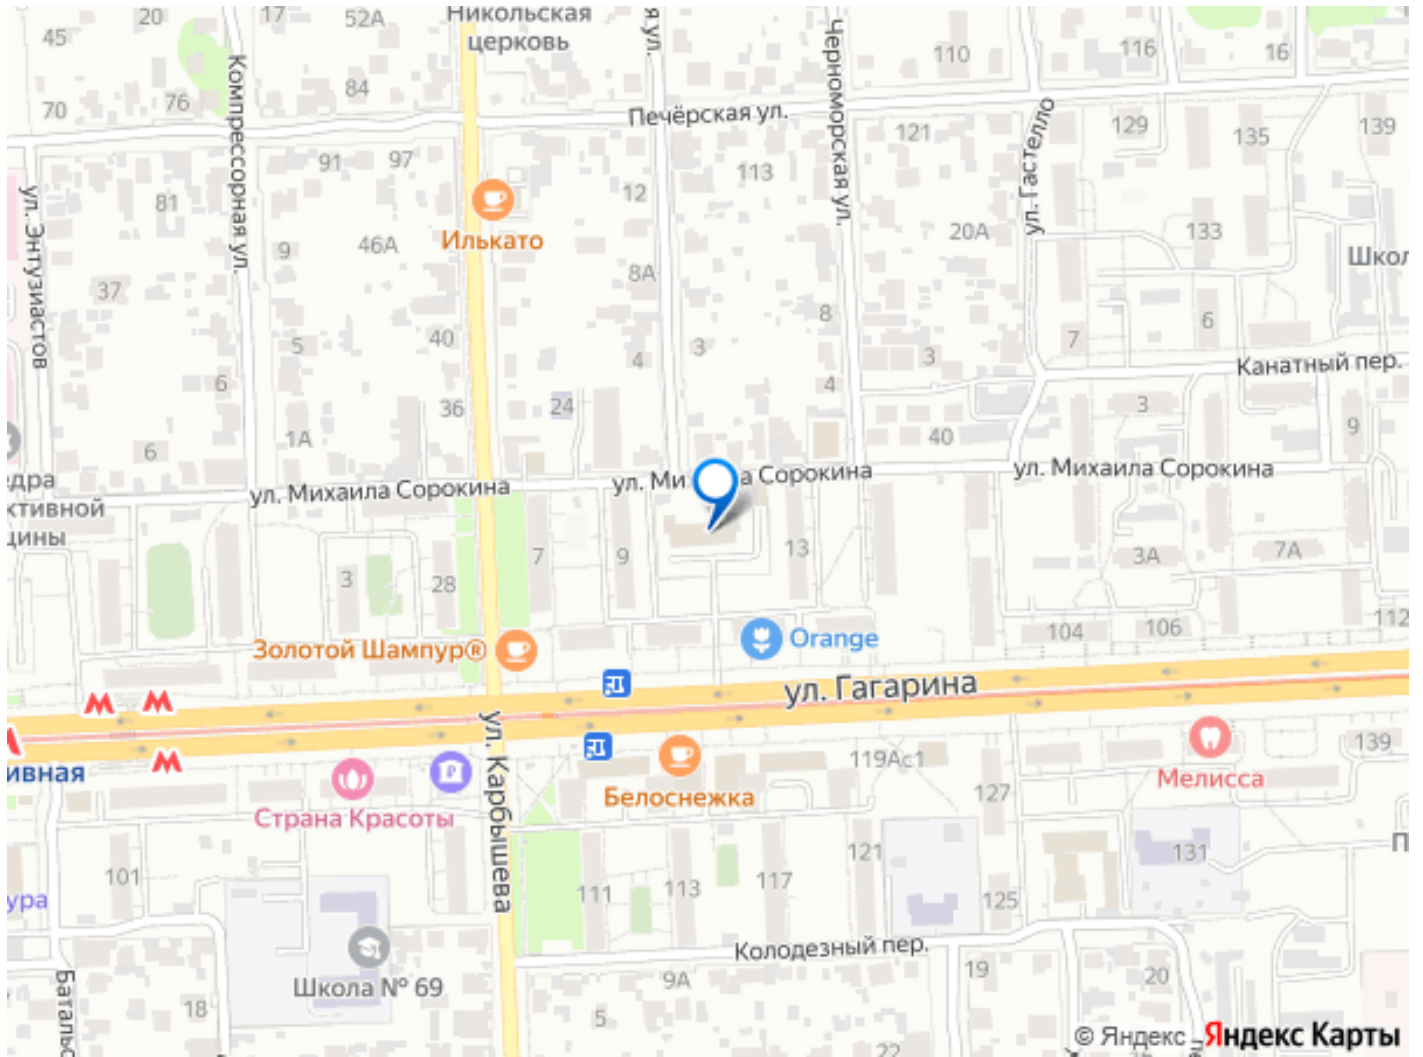 20
17
52А
Никольская
церковь
я ул.
45
110
116
16
84
70
76
Компрессорная ул.
Черноморская ул.
Печёрская ул.
121
ул. Гастелло
129
135
139
91
97
113
12
ул. Энтузиастов
81
Илькато
9
46А
20А
133
Школ
8А
37
8
6
40
5
4
3
3
7
Канатный пер.
6
4
36
24
3
1А
6
40
9
ул. Михаила Сорокина
ул. Ми
а Сорокина
ул. Михаила Сорокина
едра
ктивной
цины
7
9
13
3А
7А
3
28
Золотой Шампур®
Orange
104
106
112
ул. Гагарина
ул. Карбышева
ивная
119Ас1
139
Мелисса
Белоснежка
Страна Красоты
127
101
111
113
117
121
131
П
ура
125
Колодезный пер.
Школа № 69
9А
19
20
Батальс
18
5
22
© Яндекс
Яндекс Карты